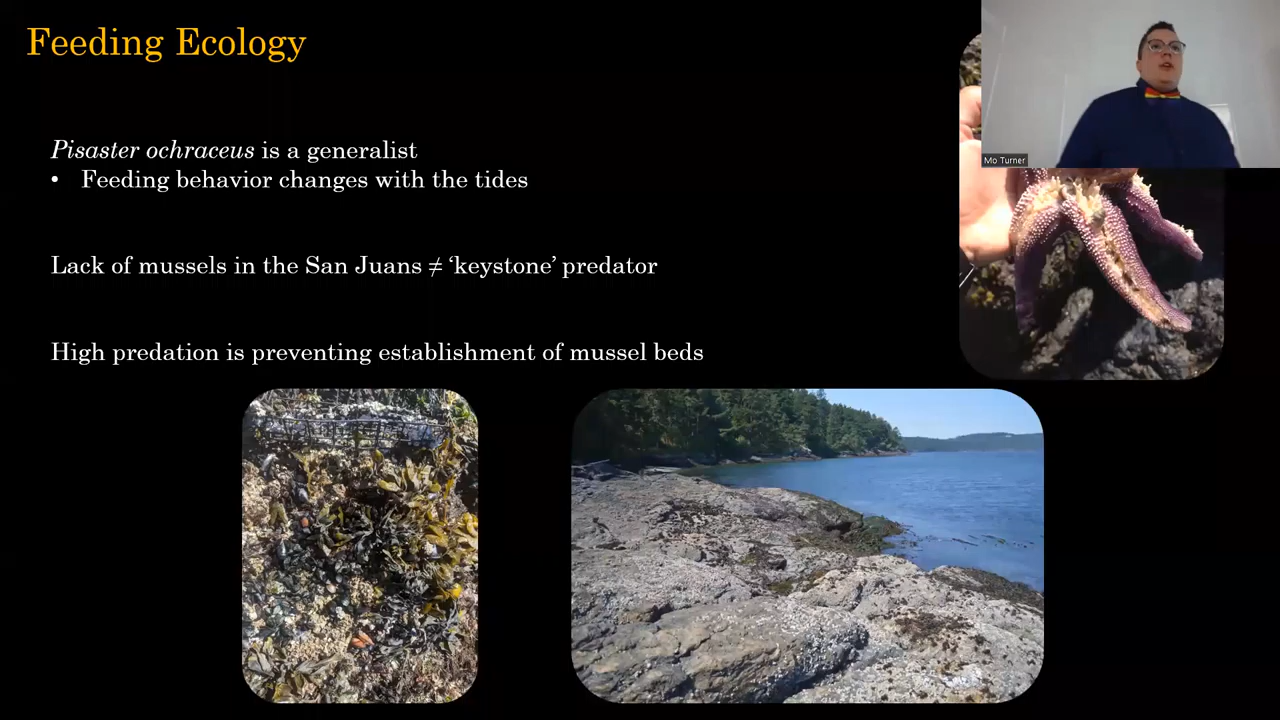 Feeding Ecology
Mo Turner
Pisaster ochraceus is a generalist
• Feeding behavior changes with the tides
Lack of mussels in the San Juans ≠ ‘keystone’ predator
High predation is preventing establishment of mussel beds